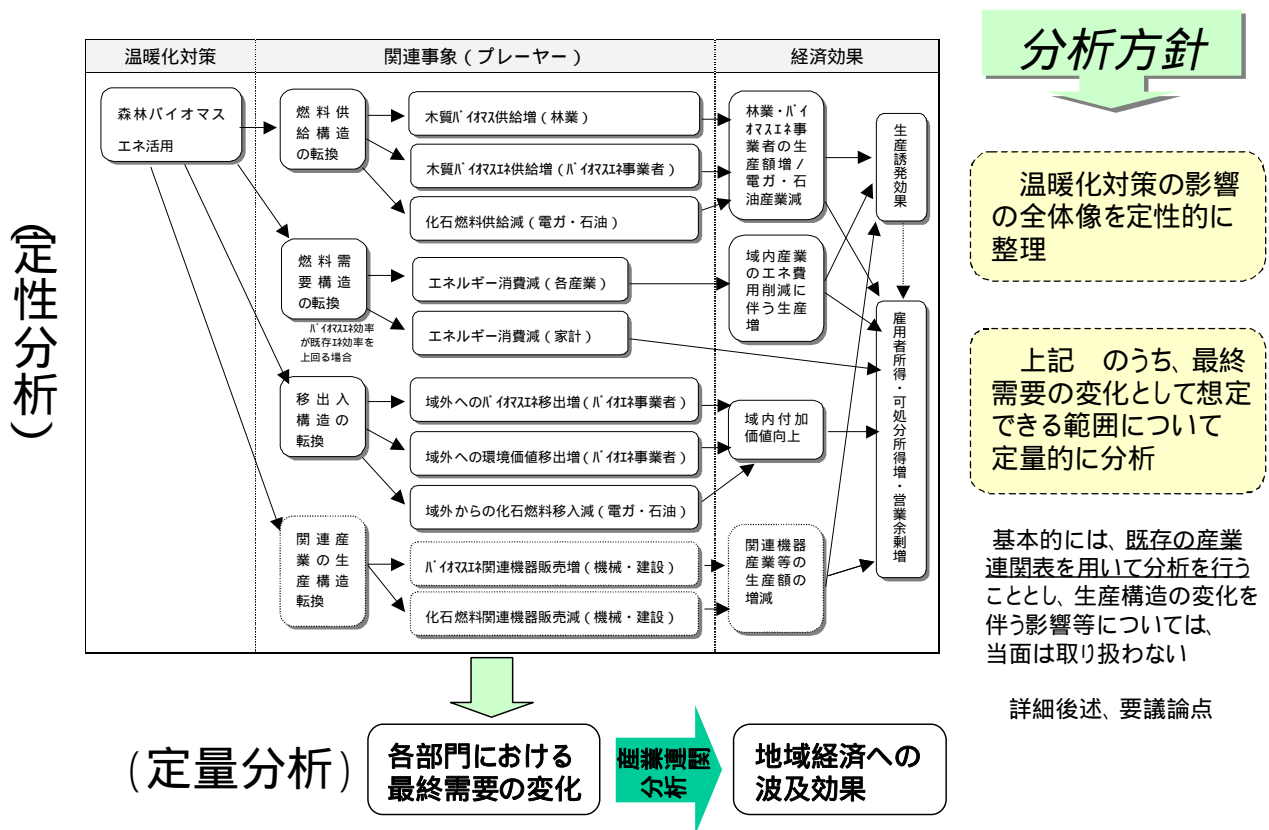 (定性分析)
温暖化対策
関連事象(プレーヤー)
経済効果
森林バイオマス
エネ活用
燃料供
給構造
の転換
木質バイオマス供給増(林業)
木質バイオマスエネ供給増(バイオマスエネ事業者)
化石燃料供給減(電ガ・石油)
燃料需
要構造
の転換
バイオマスエネ効率
が既存エネ効率を
上回る場合
エネルギー消費減(各産業)
エネルギー消費減(家計)
移出入
構造の
転換
域外へのバイオマスエネ移出増(バイオエネ事業者)
域外への環境価値移出増(バイオエネ事業者)
域外からの化石燃料移入減(電ガ・石油)
関連産
業の生
産構造
転換
バイオマスエネ関連機器販売増(機械・建設)
化石燃料関連機器販売減(機械・建設)
林業・バイ
オマスエネ事
業者の生
産額増/
電ガ・石
油産業減
域内産業
のエネ費
用削減に
伴う生産
増
域内付加
価値向上
関連機器
産業等の
生産額の
増減
生産誘発効果
雇用者所得・可処分所得増・営業余剰増
分析方針
温暖化対策の影響
の全体像を定性的に
整理
上記 のうち、最終
需要の変化として想定
できる範囲について
定量的に分析
基本的には、既存の産業
連関表を用いて分析を行う
こととし、生産構造の変化を
伴う影響等については、
当面は取り扱わない
詳細後述、要議論点
(定量分析)
各部門における
最終需要の変化
産業連関
分析
地域経済への
波及効果